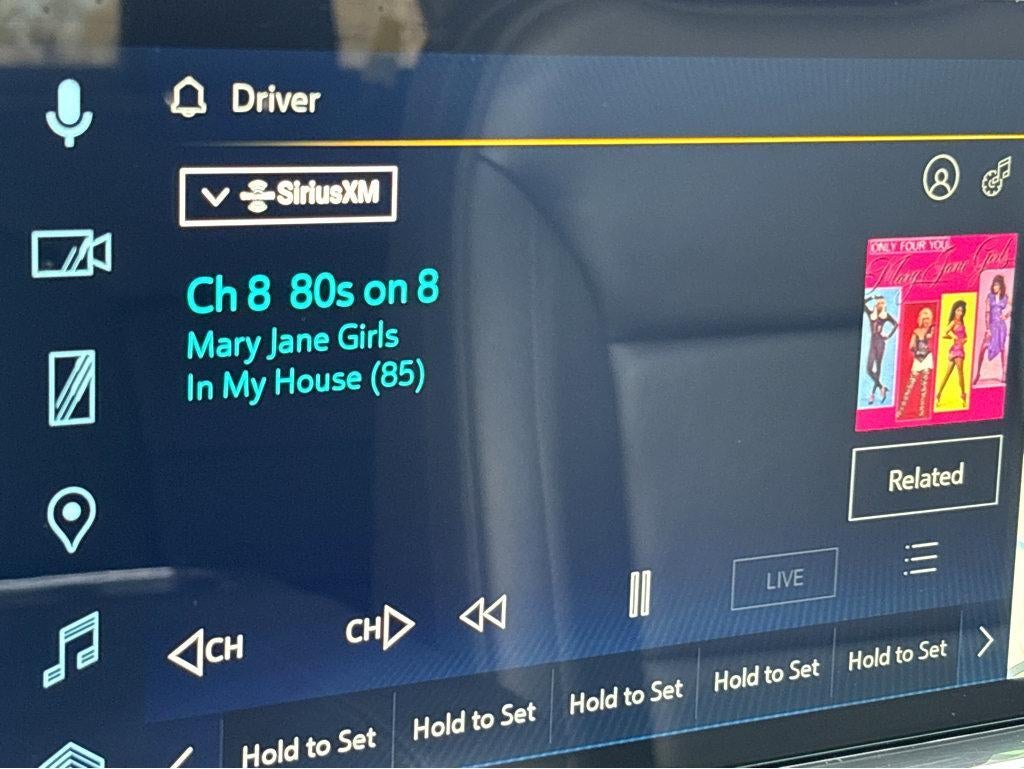 Driver
SiriusXM
Ch 8 80s on 8
Mary Jane Girls
In My House (85)
ONLY FOUR YOU
Mary Jane Girls
Related
LIVE
CH
CH
Hold to Set
Hold to Set
Hold to Set
Hold to Set
Hold to Set